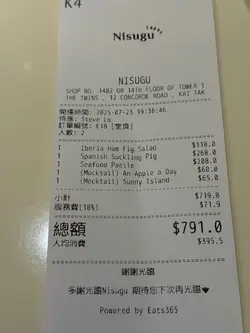 K4
Nisugu
NISUGU
SHOP NO. 1402 ON 14TH FLOOR OF TOWER 1
THE TWINS , 12 CONCORDE ROAD , KAI TAK
開檯時間: 2025-07-23 19:36:46
侍應: Steve Lo
訂單編號: E18 [堂食]
人數: 2
1 Iberia Ham Fig Salad $118.0
1 Spanish Suckling Pig $268.0
1 Seafood Paella $208.0
1 (Mocktail) An Apple a Day $60.0
1 (Mocktail) Sunny Island $65.0
小計 $719.0
服務費(10%) $71.9
總額 $791.0
人均消費 $395.5
謝謝光臨
多謝光臨Nisugu 期待您下次再光臨♥
Powered by Eats365